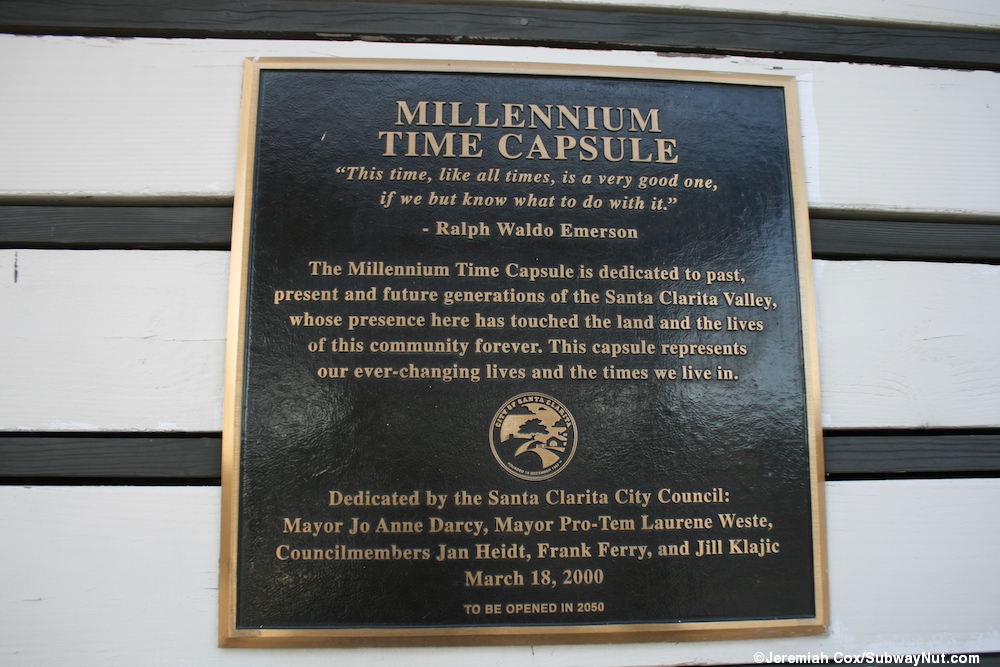 MILLENNIUM
TIME CAPSULE
“This time, like all times, is a very good one,
if we but know what to do with it.”
- Ralph Waldo Emerson
The Millennium Time Capsule is dedicated to past,
present and future generations of the Santa Clarita Valley,
whose presence here has touched the land and the lives
of this community forever. This capsule represents
our ever-changing lives and the times we live in.
CITY OF SANTA CLARITA
FOUNDED 15 DECEMBER 1987
Dedicated by the Santa Clarita City Council:
Mayor Jo Anne Darcy, Mayor Pro-Tem Laurene Weste,
Councilmembers Jan Heidt, Frank Ferry, and Jill Klajic
March 18, 2000
TO BE OPENED IN 2050
©Jeremiah Cox/SubwayNut.com